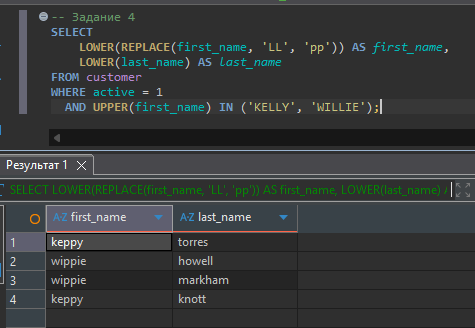 -- Задание 4
SELECT
LOWER(REPLACE(first_name, 'LL', 'pp')) AS first_name,
LOWER(last_name) AS last_name
FROM customer
WHERE active = 1
AND UPPER(first_name) IN ('KELLY', 'WILLIE');
Результат 1
SELECT LOWER(REPLACE(first_name, 'LL', 'pp')) AS first_name, LOWER(last_name)
A-Z first_name A-Z last_name
1 keppy torres
2 wippie howell
3 wippie markham
4 keppy knott